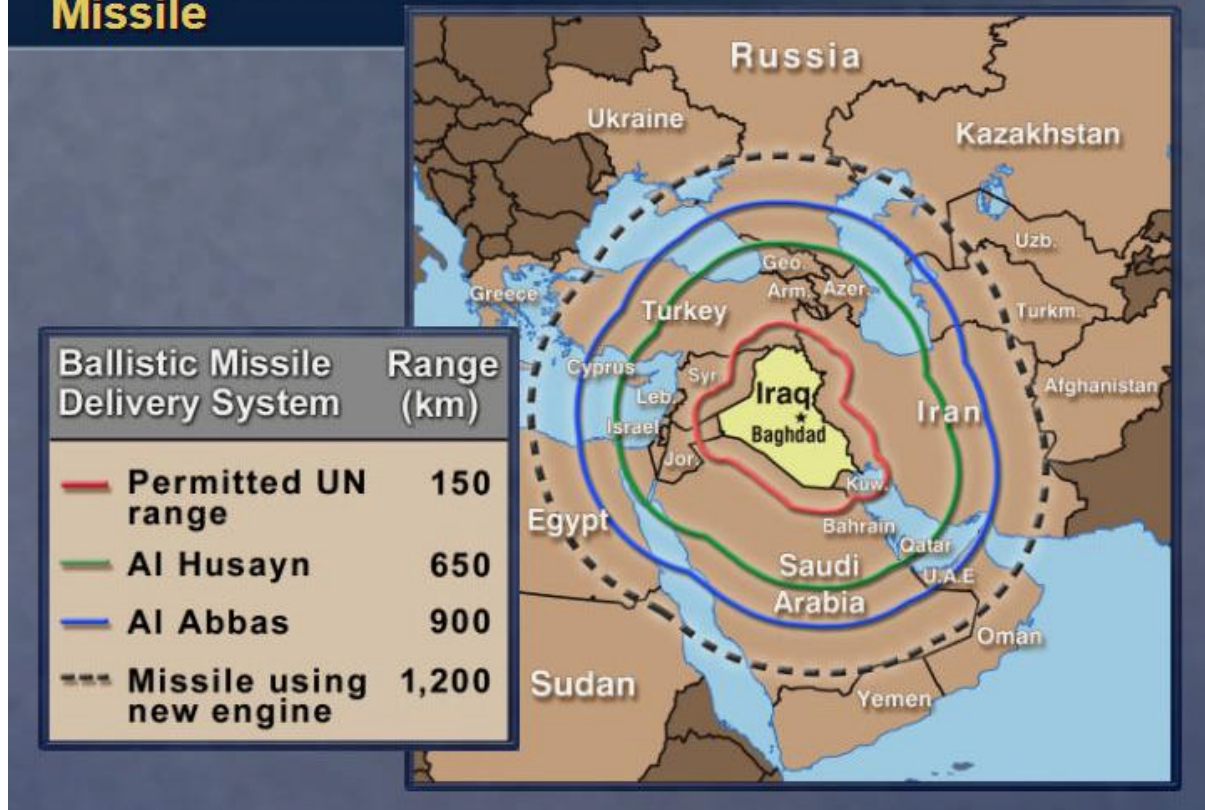 Missile
Ballistic Missile Range
Delivery System (km)
Permitted UN 150
range
Al Husayn 650
Al Abbas 900
Missile using 1,200
new engine
Russia
Ukraine
Kazakhstan
Uzb.
Geo.
Greece
Arm.
Azer.
Turkey
Turkm.
Cyprus
Syr.
Afghanistan
Leb.
Iraq
Iran
Israel
Baghdad
Jor.
Kuw.
Egypt
Bahrain
Qatar
Saudi
Arabia
U.A.E
Oman
Sudan
Yemen